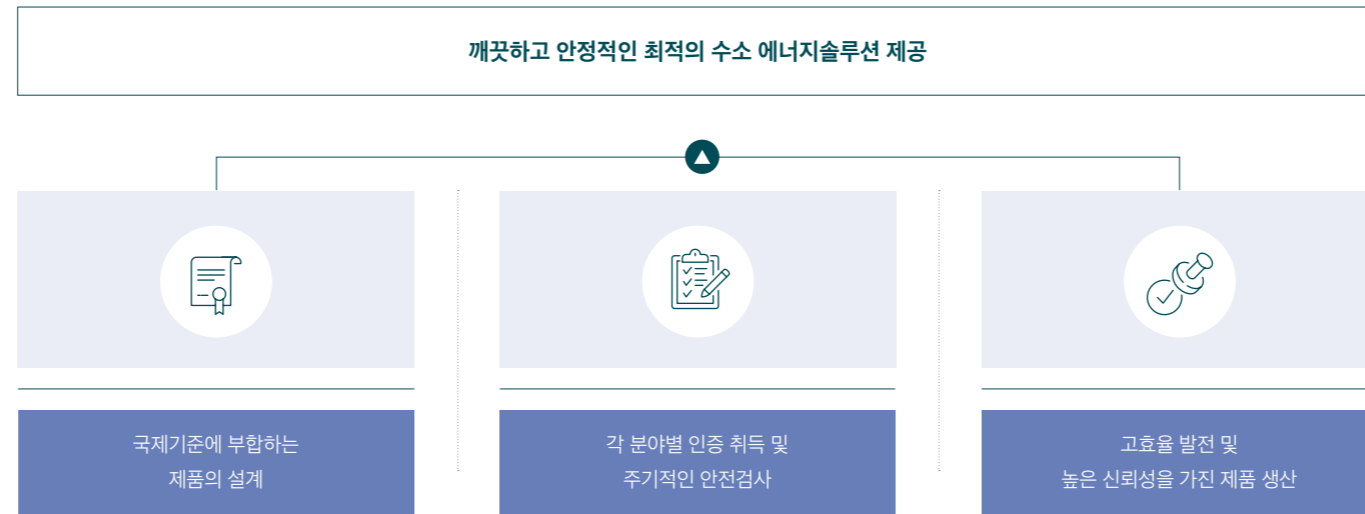 깨끗하고 안정적인 최적의 수소 에너지솔루션 제공
국제기준에 부합하는
제품의 설계
각 분야별 인증 취득 및
주기적인 안전검사
고효율 발전 및
높은 신뢰성을 가진 제품 생산